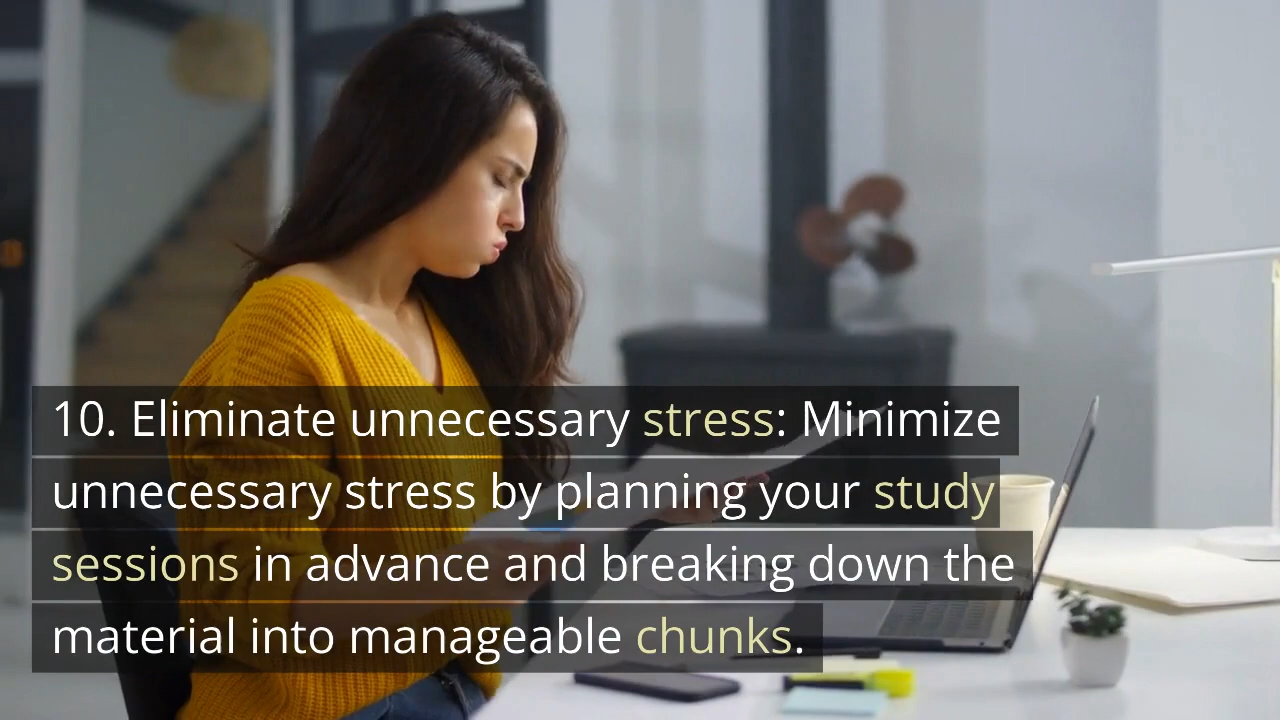 10. Eliminate unnecessary stress: Minimize
unnecessary stress by planning your study
sessions in advance and breaking down the
material into manageable chunks.